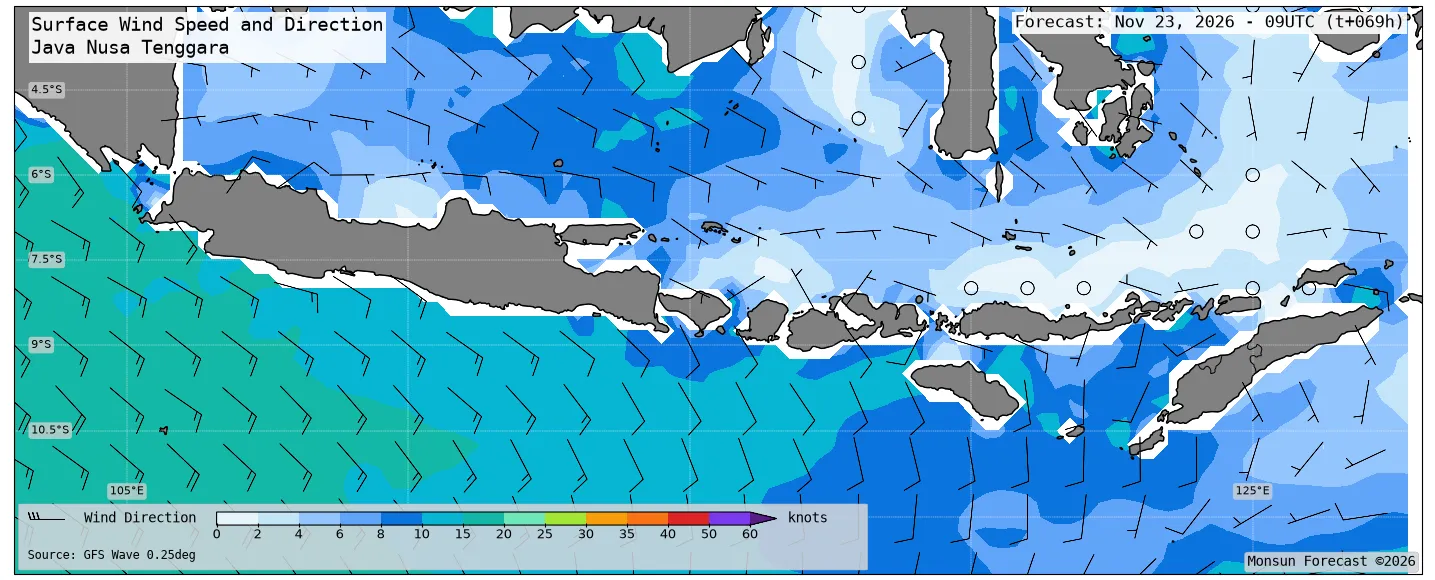 Surface Wind Speed and Direction
Java Nusa Tenggara
Forecast: Nov 23, 2026 - 09UTC (t+069h)
4.5°S
6°S
7.5°S
9°S
10.5°S
105°E
125°E
Wind Direction
0 2 4 6 8 10 15 20 25 30 35 40 50 60
knots
Source: GFS Wave 0.25deg
Monsun Forecast ©2026